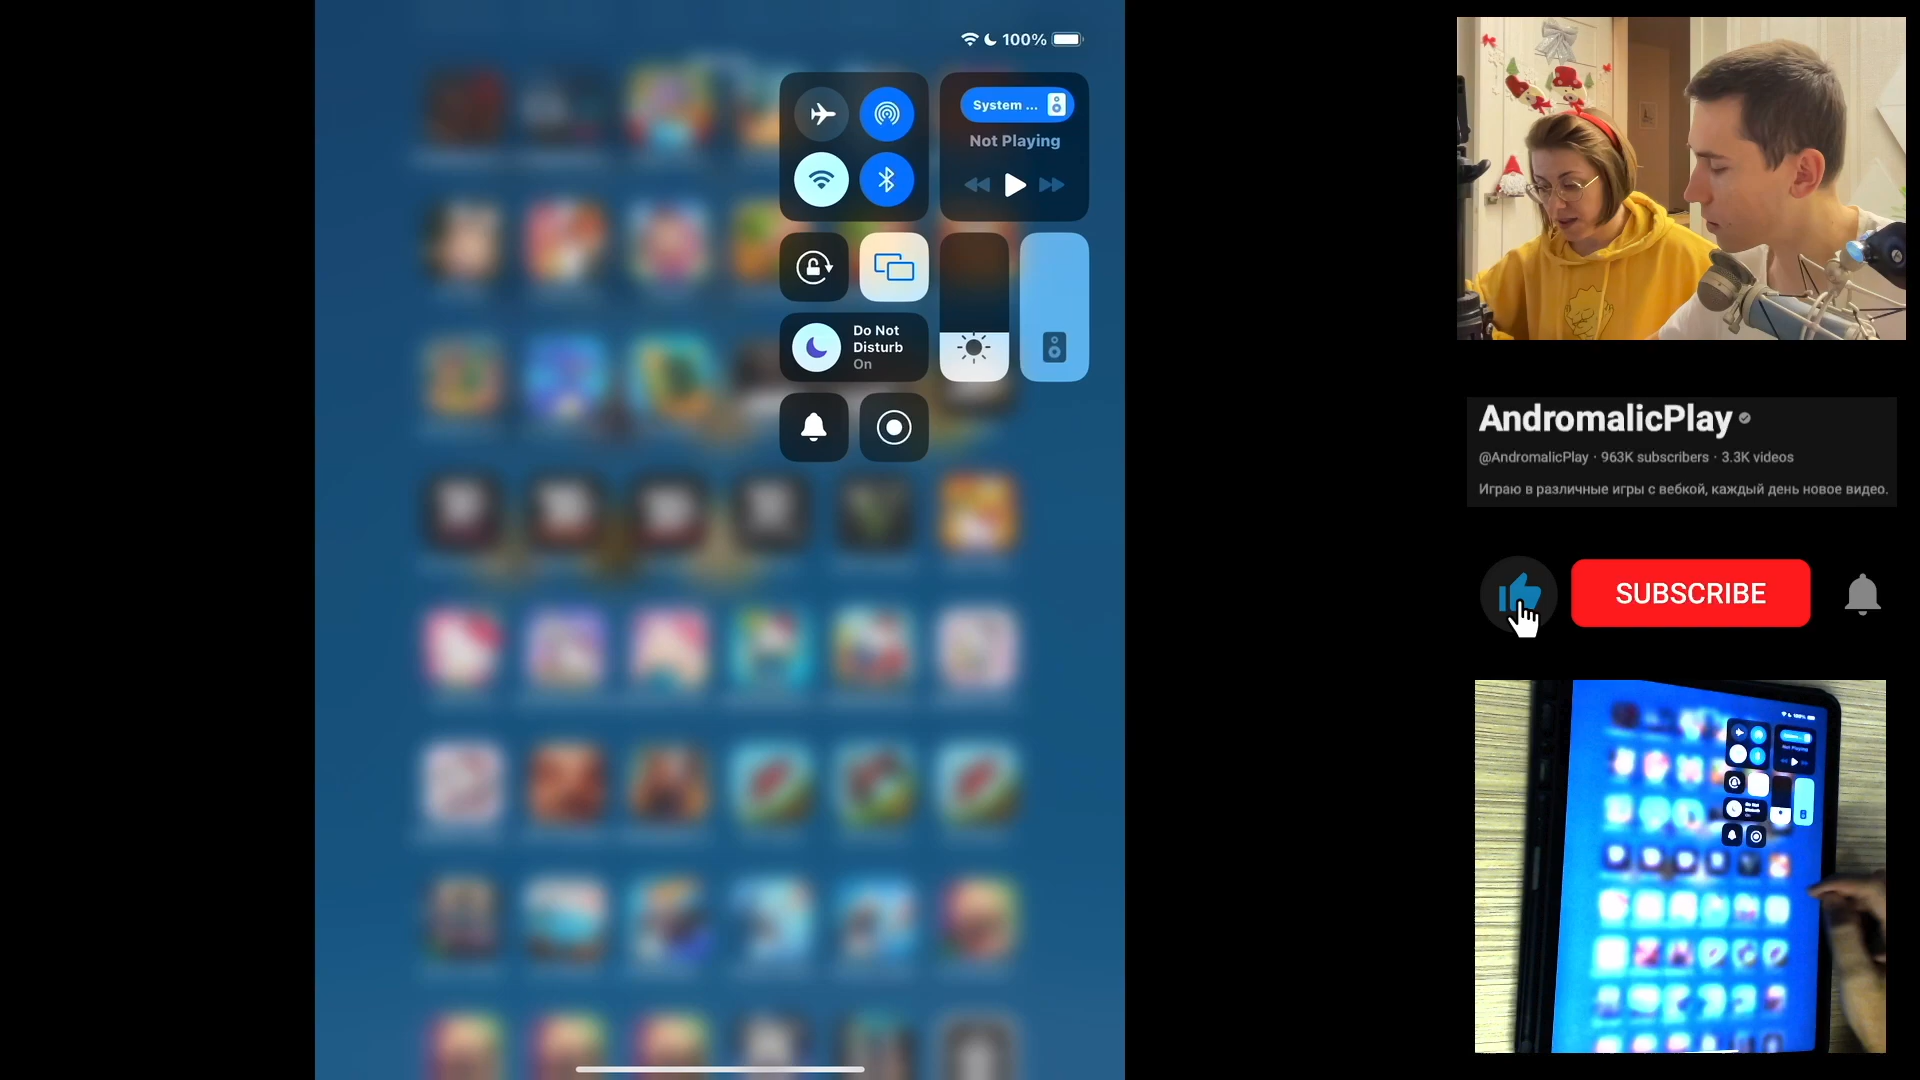 100%
System ...
Not Playing
Do Not
Disturb
On
AndromalicPlay
@AndromalicPlay · 963K subscribers · 3.3K videos
Играю в различные игры с вебкой, каждый день новое видео.
SUBSCRIBE